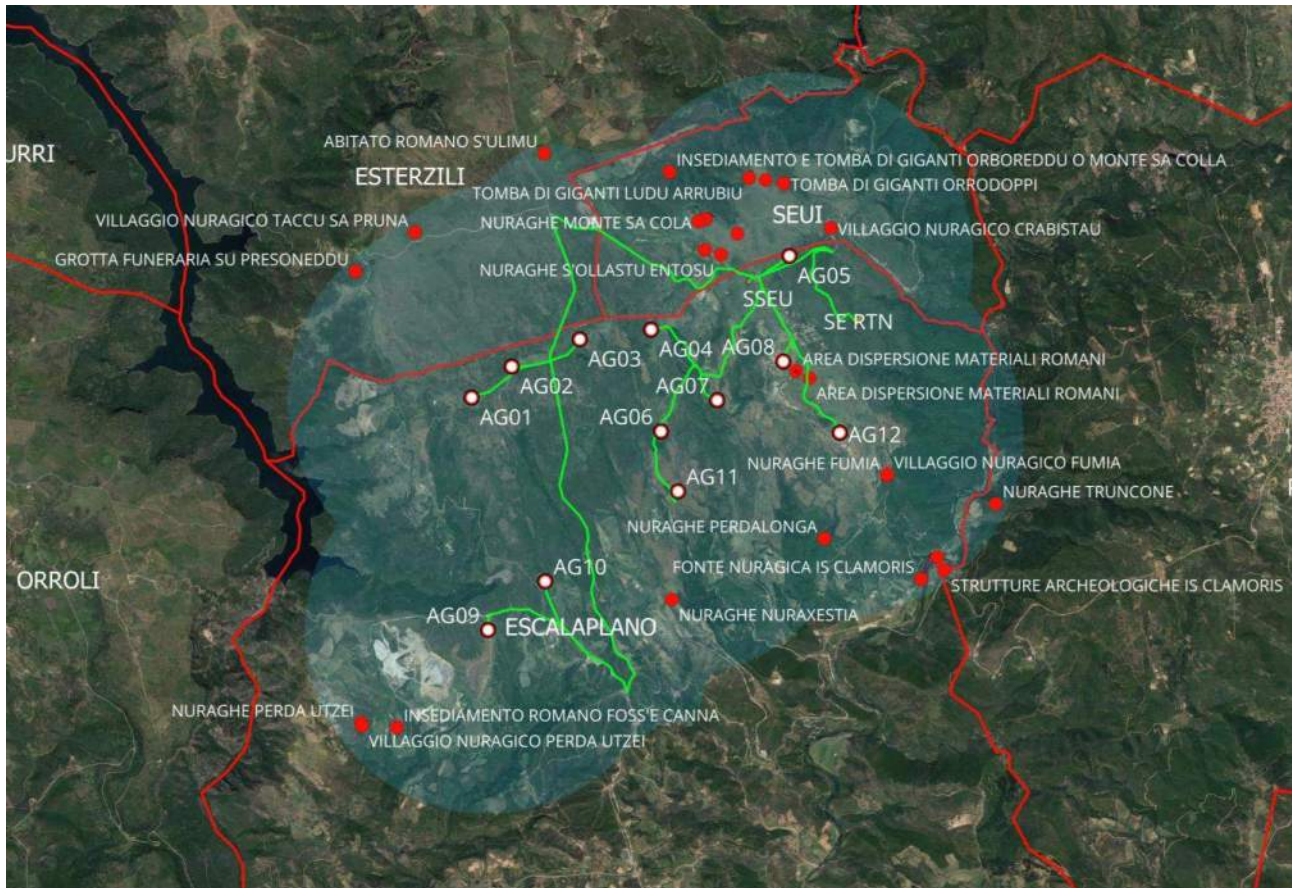 ABITATO ROMANO S'ULIMU
URRI
INSEDIAMENTO E TOMBA DI GIGANTI ORBOREDDU O MONTE SA COLLA
ESTERZILI
TOMBA DI GIGANTI LUDU ARRUBIU
TOMBA DI GIGANTI ORRODOPPI
VILLAGGIO NURAGICO TACCU SA PRUNA
NURAGHE MONTE SA COLA
SEUI
VILLAGGIO NURAGICO CRABISTAU
GROTTA FUNERARIA SU PRESONEDDU
NURAGHE S'OLLASTU ENTOSU
AG05
SSEU
SE RTN
AG03
AG04
AG08
AREA DISPERSIONE MATERIALI ROMANI
AG02
AG07
AREA DISPERSIONE MATERIALI ROMANI
AG01
AG06
AG12
NURAGHE FUMIA
VILLAGGIO NURAGICO FUMIA
AG11
NURAGHE TRUNCONE
NURAGHE PERDALONGA
AG10
FONTE NURAGICA IS CLAMORIS
ORROLI
STRUTTURE ARCHEOLOGICHE IS CLAMORIS
AG09
NURAGHE NURAXESTIA
ESCALAPLANO
NURAGHE PERDA UTZEI
INSEDIAMENTO ROMANO FOSS'E CANNA
VILLAGGIO NURAGICO PERDA UTZEI